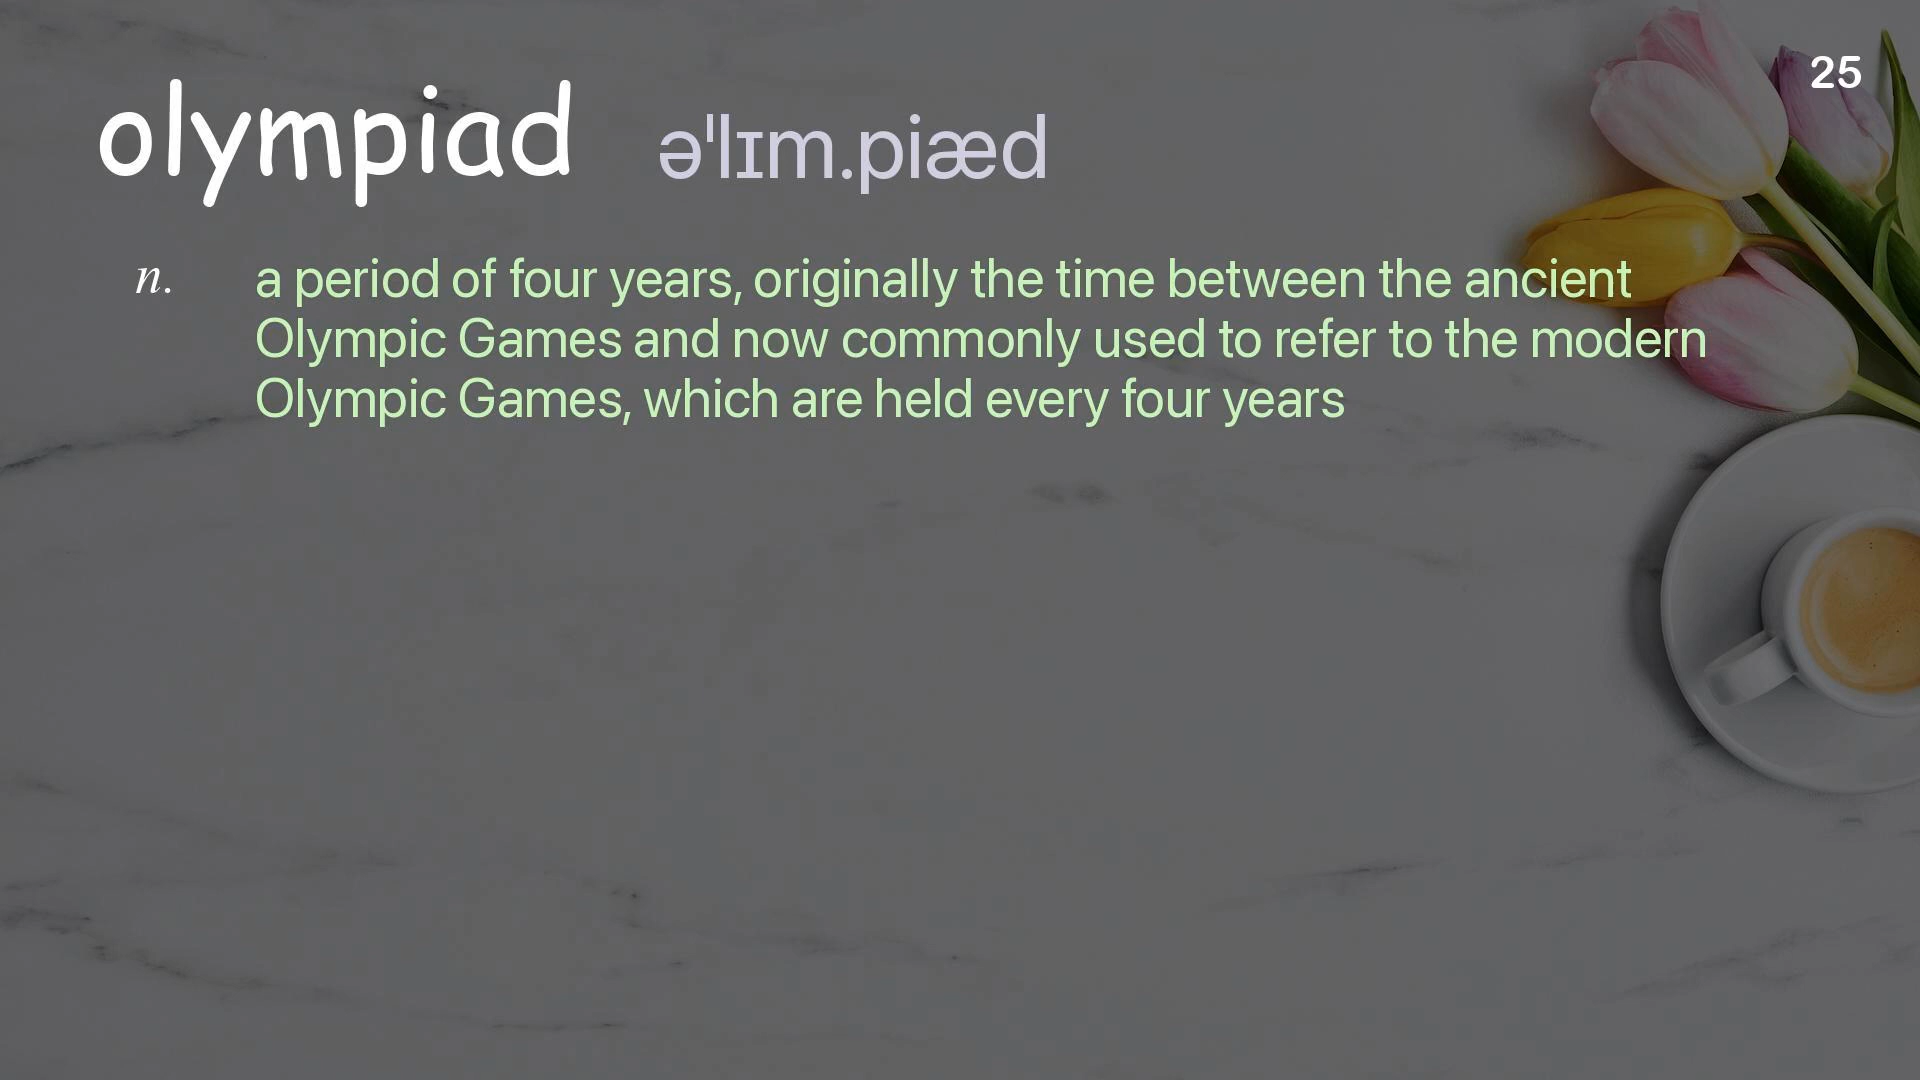 25
olympiad əˈlɪm.piæd
n. a period of four years, originally the time between the ancient
Olympic Games and now commonly used to refer to the modern
Olympic Games, which are held every four years